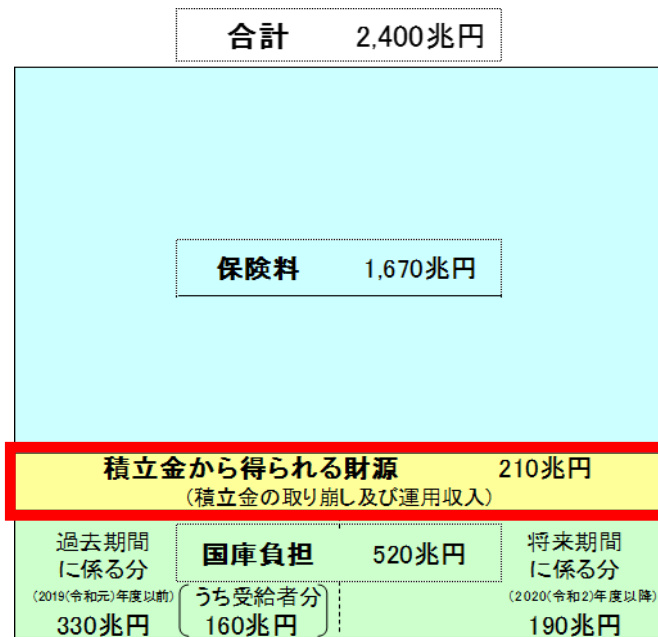 合計 2,400兆円
保険料 1,670兆円
積立金から得られる財源 210兆円
(積立金の取り崩し及び運用収入)
過去期間
に係る分
(2019(令和元)年度以前)
330兆円
国庫負担 520兆円
うち受給者分
160兆円
将来期間
に係る分
(2020(令和2)年度以降)
190兆円